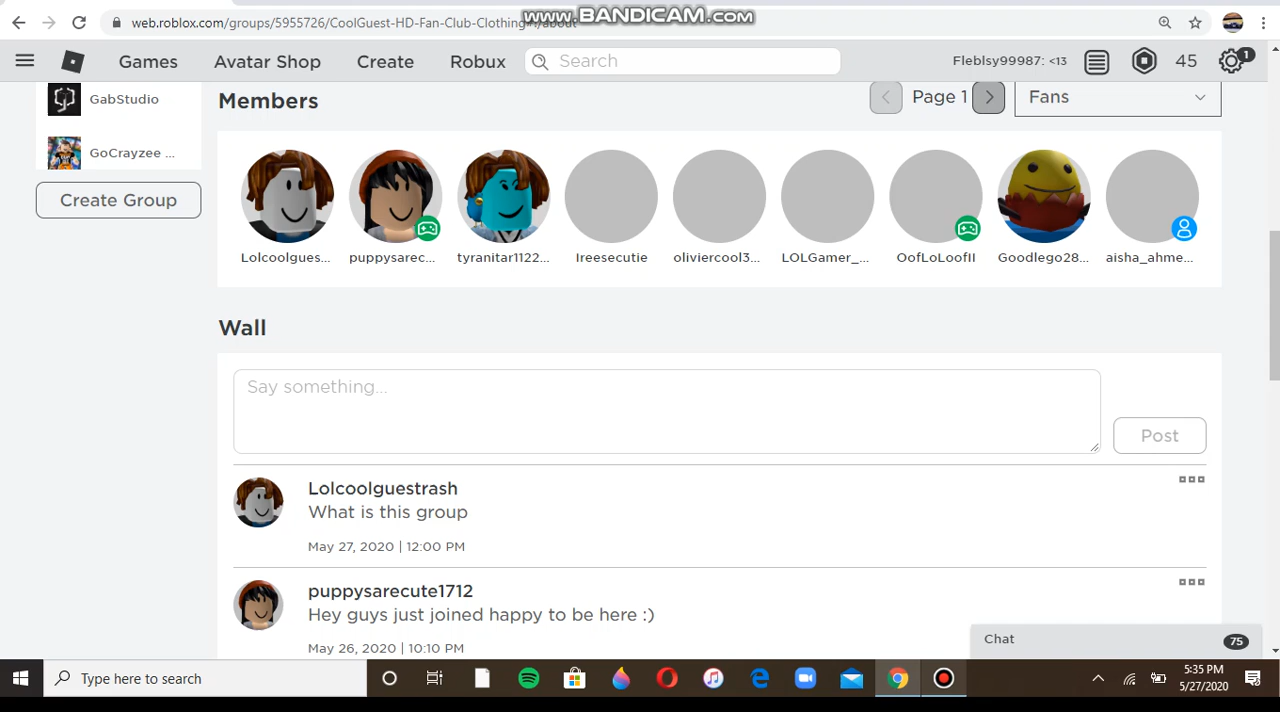 www.BANDICAM.com
web.roblox.com/groups/5955726/CoolGuest-HD-Fan-Club-Clothing#!/about
Games
Avatar Shop
Create
Robux
Search
Fleblsy99987: <13
45
1
GabStudio
GoCrayzee ...
Create Group
Members
Page 1
Fans
Lolcoolgues...
puppysarec...
tyranitar1122...
Ireesecutie
oliviercool3...
LOLGamer_...
OofLoLoofII
Goodlego28...
aisha_ahme...
Wall
Say something...
Post
Lolcoolguestrash
What is this group
May 27, 2020 | 12:00 PM
puppysarecute1712
Hey guys just joined happy to be here :)
May 26, 2020 | 10:10 PM
Chat
75
Type here to search
5:35 PM
5/27/2020